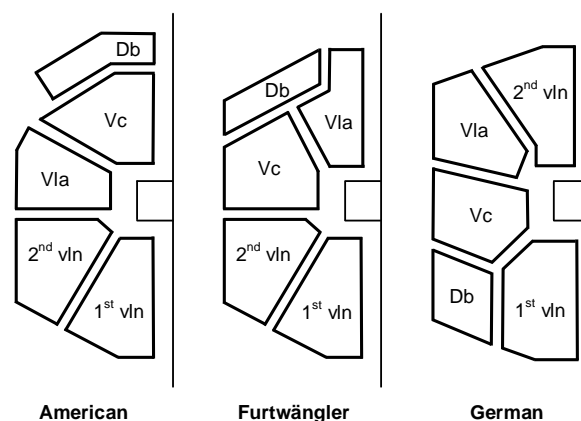 Db
Vc
Vla
2nd vln
1st vln
American
Db
Vla
Vc
2nd vln
1st vln
Furtwängler
2nd vln
Vla
Vc
Db
1st vln
German